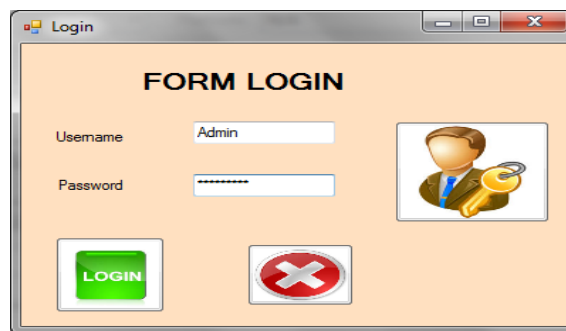 Login
FORM LOGIN
Username
Admin
Password
*********
LOGIN